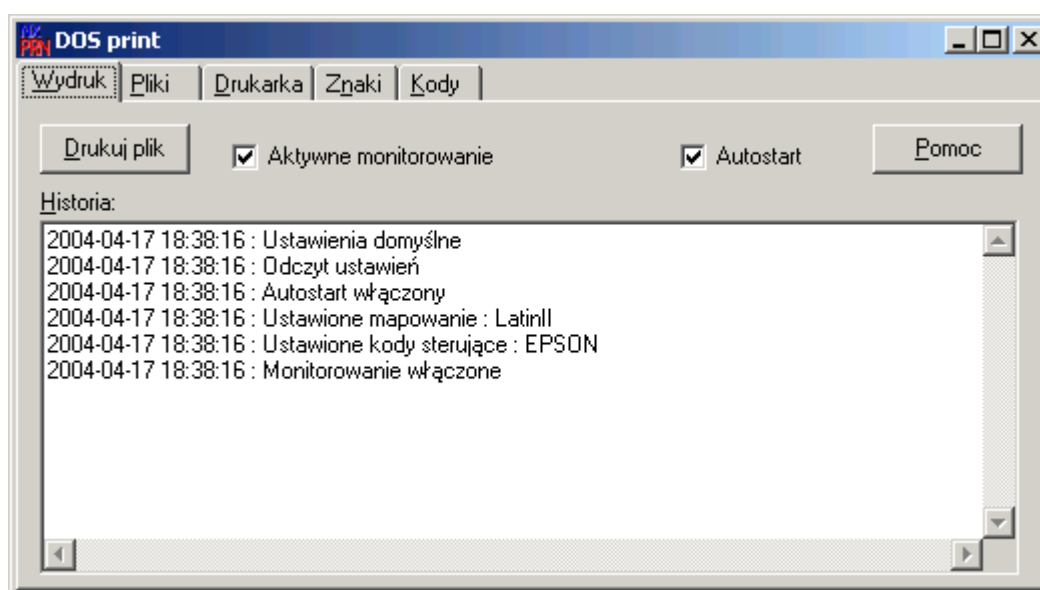 DOS print
Wydruk Pliki Drukarka Znaki Kody
Drukuj plik Aktywne monitorowanie Autostart Pomoc
Historia:
2004-04-17 18:38:16 : Ustawienia domyślne
2004-04-17 18:38:16 : Odczyt ustawień
2004-04-17 18:38:16 : Autostart włączony
2004-04-17 18:38:16 : Ustawione mapowanie : LatinII
2004-04-17 18:38:16 : Ustawione kody sterujące : EPSON
2004-04-17 18:38:16 : Monitorowanie włączone